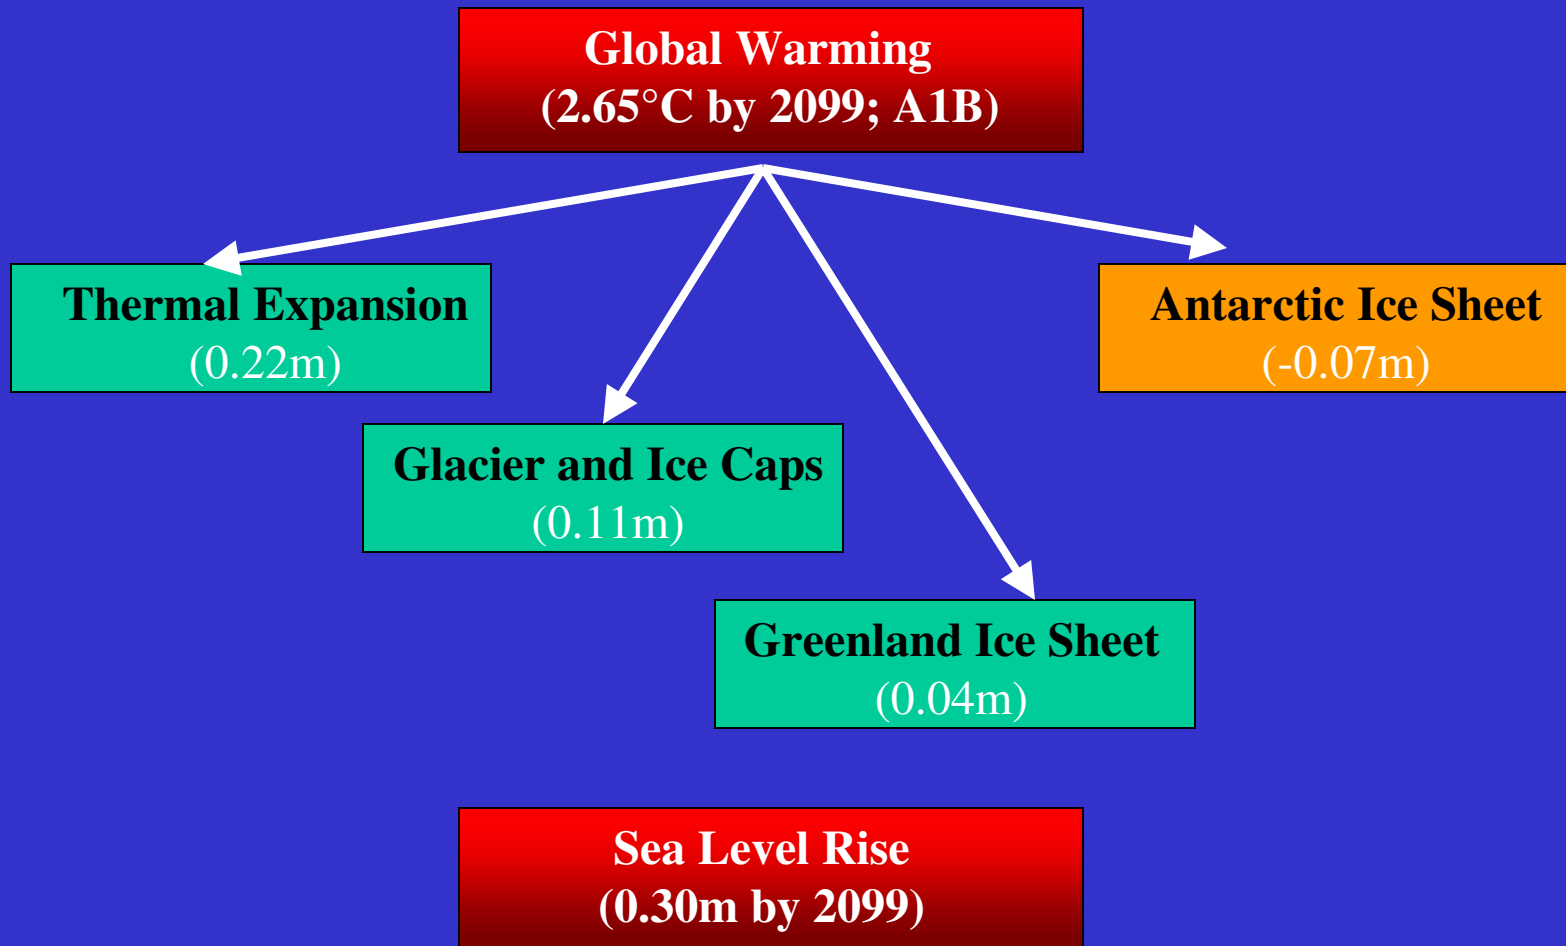 Global Warming
(2.65°C by 2099; A1B)
Thermal Expansion
(0.22m)
Antarctic Ice Sheet
(-0.07m)
Glacier and Ice Caps
(0.11m)
Greenland Ice Sheet
(0.04m)
Sea Level Rise
(0.30m by 2099)